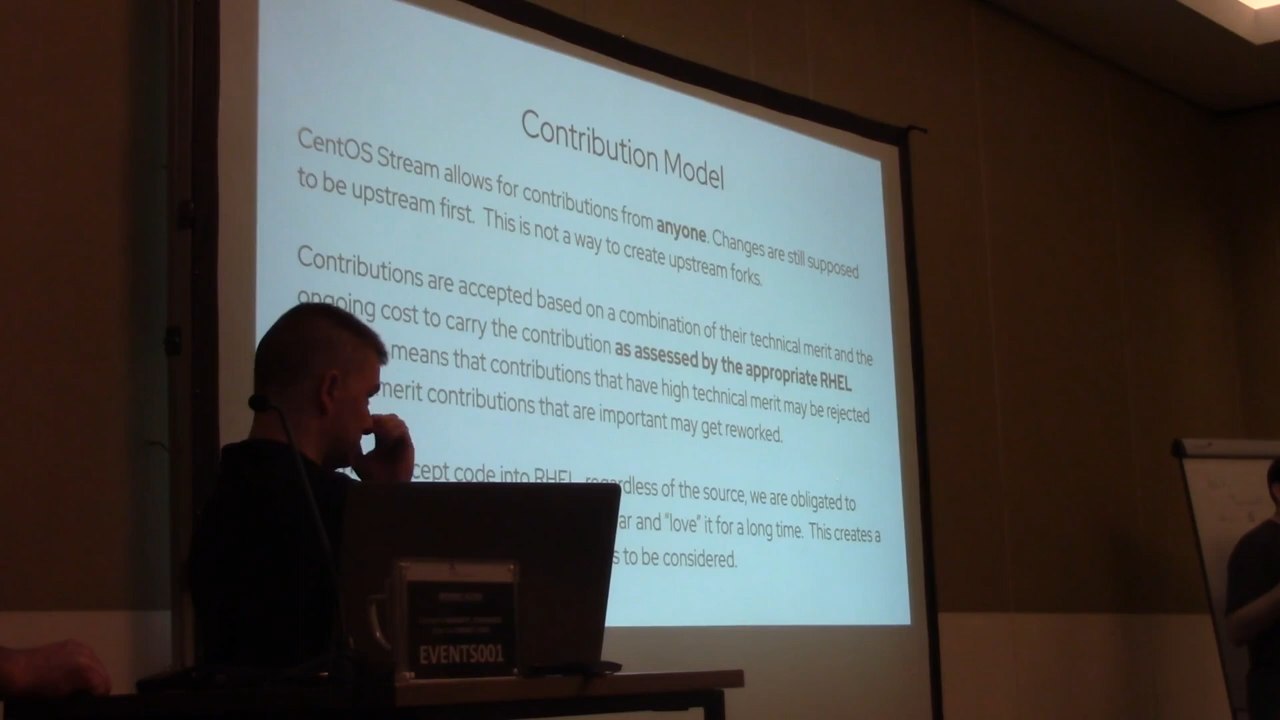 Contribution Model
CentOS Stream allows for contributions from anyone. Changes are still supposed
to be upstream first. This is not a way to create upstream forks.
Contributions are accepted based on a combination of their technical merit and the
ongoing cost to carry the contribution as assessed by the appropriate RHEL
means that contributions that have high technical merit may be rejected
merit contributions that are important may get reworked.
code into RHEL, regardless of the source, we are obligated to
and "love" it for a long time. This creates a
to be considered.
EVENTS001